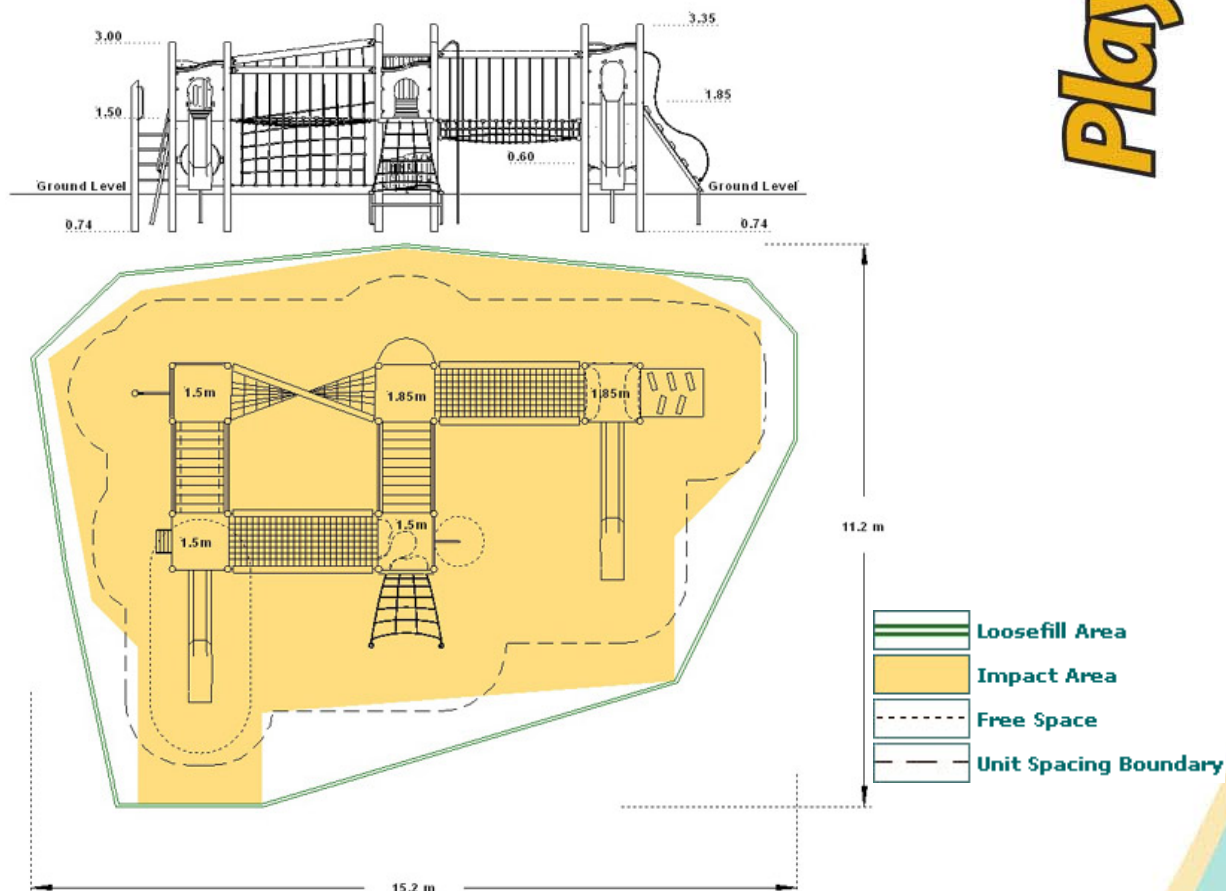 Play
3.35
3.00
1.85
1.50
0.60
Ground Level
Ground Level
0.74
0.74
1.5m
1.85m
1.85m
1.5m
1.5m
11.2 m
15.2 m
Loosefill Area
Impact Area
Free Space
Unit Spacing Boundary